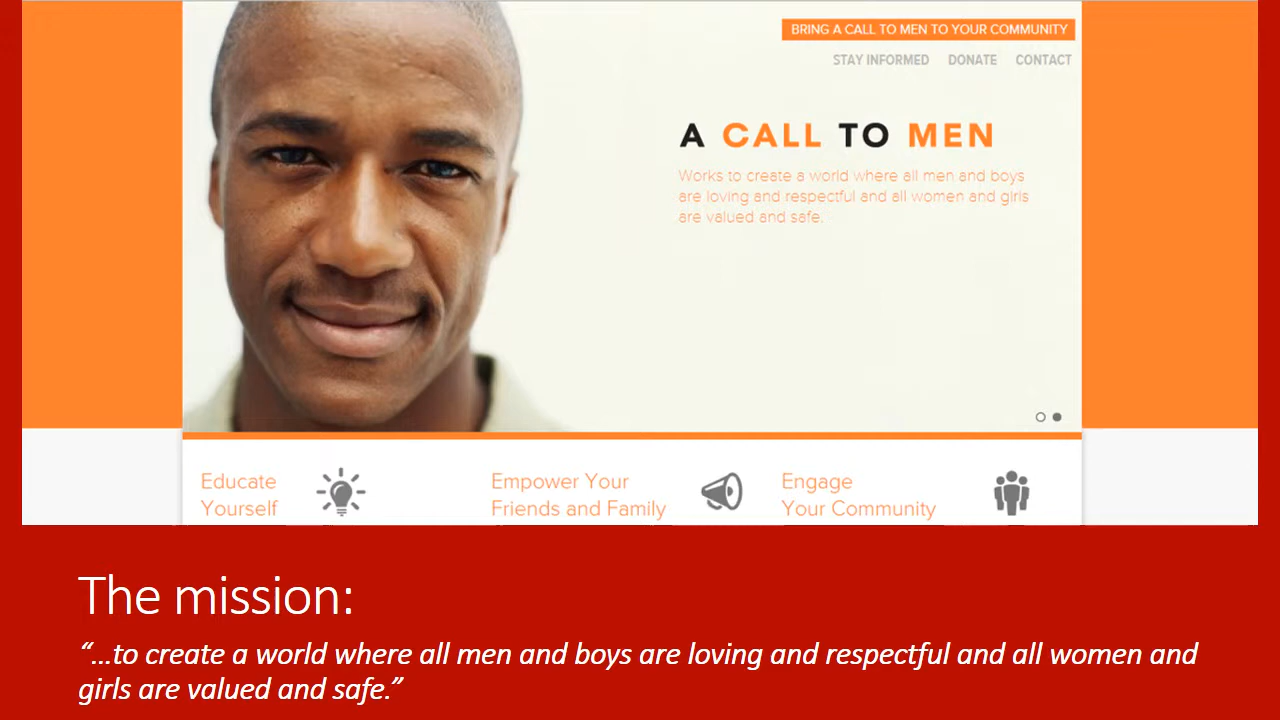 BRING A CALL TO MEN TO YOUR COMMUNITY
STAY INFORMED DONATE CONTACT
A CALL TO MEN
Works to create a world where all men and boys
are loving and respectful and all women and girls
are valued and safe.
Educate
Yourself
Empower Your
Friends and Family
Engage
Your Community
The mission:
“…to create a world where all men and boys are loving and respectful and all women and
girls are valued and safe.”